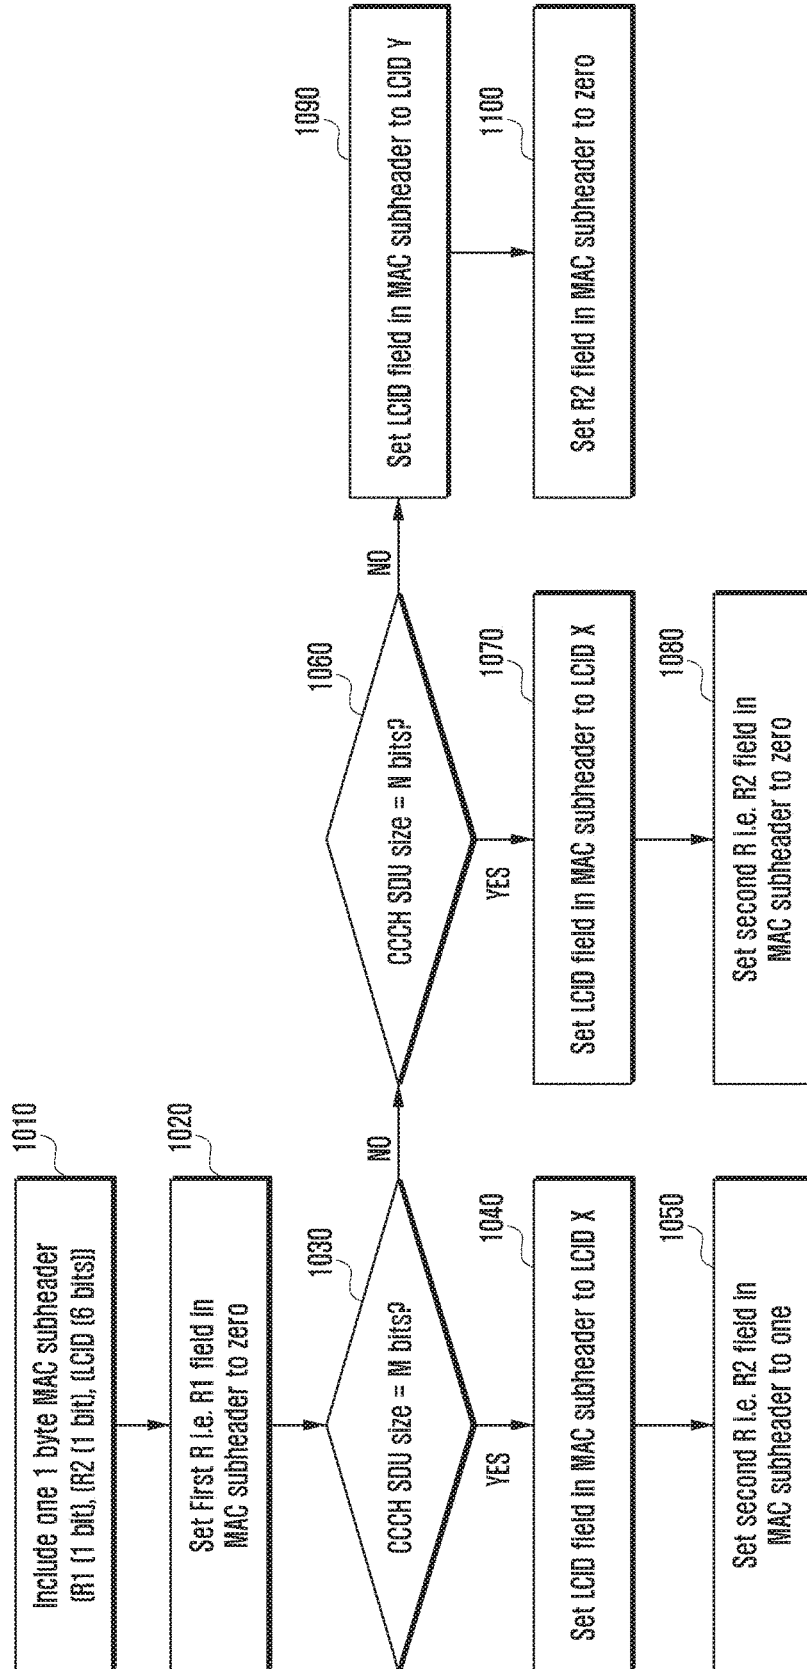 1010
Include one 1 byte MAC subheader
[R1 (1 bit), [R2 (1 bit), [LCID [6 bits]]
1020
Set First R i.e. R1 field in
MAC subheader to zero
1030
CCCH SDU size = M bits?
NO
YES
1040
Set LCID field in MAC subheader to LCID X
1050
Set second R i.e. R2 field in
MAC subheader to one
1060
CCCH SDU size = N bits?
NO
YES
1070
Set LCID field in MAC subheader to LCID X
1080
Set second R i.e. R2 field in
MAC subheader to zero
1090
Set LCID field in MAC subheader to LCID Y
1100
Set R2 field in MAC subheader to zero